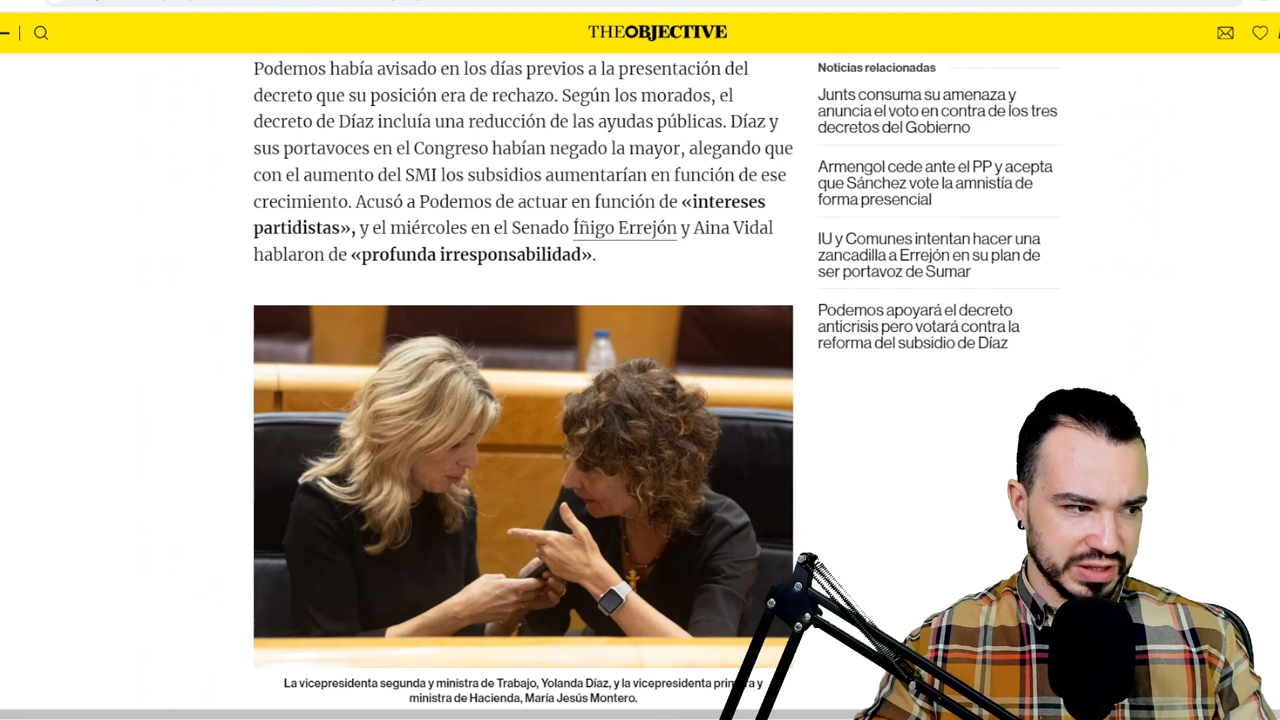 THEOBJECTIVE
Podemos había avisado en los días previos a la presentación del
decreto que su posición era de rechazo. Según los morados, el
decreto de Díaz incluía una reducción de las ayudas públicas. Díaz y
sus portavoces en el Congreso habían negado la mayor, alegando que
con el aumento del SMI los subsidios aumentarían en función de ese
crecimiento. Acusó a Podemos de actuar en función de «intereses
partidistas», y el miércoles en el Senado Íñigo Errejón y Aina Vidal
hablaron de «profunda irresponsabilidad».
La vicepresidenta segunda y ministra de Trabajo, Yolanda Díaz, y la vicepresidenta primera y
ministra de Hacienda, María Jesús Montero.
Noticias relacionadas
Junts consuma su amenaza y
anuncia el voto en contra de los tres
decretos del Gobierno
Armengol cede ante el PP y acepta
que Sánchez vote la amnistía de
forma presencial
IU y Comunes intentan hacer una
zancadilla a Errejón en su plan de
ser portavoz de Sumar
Podemos apoyará el decreto
anticrisis pero votará contra la
reforma del subsidio de Díaz